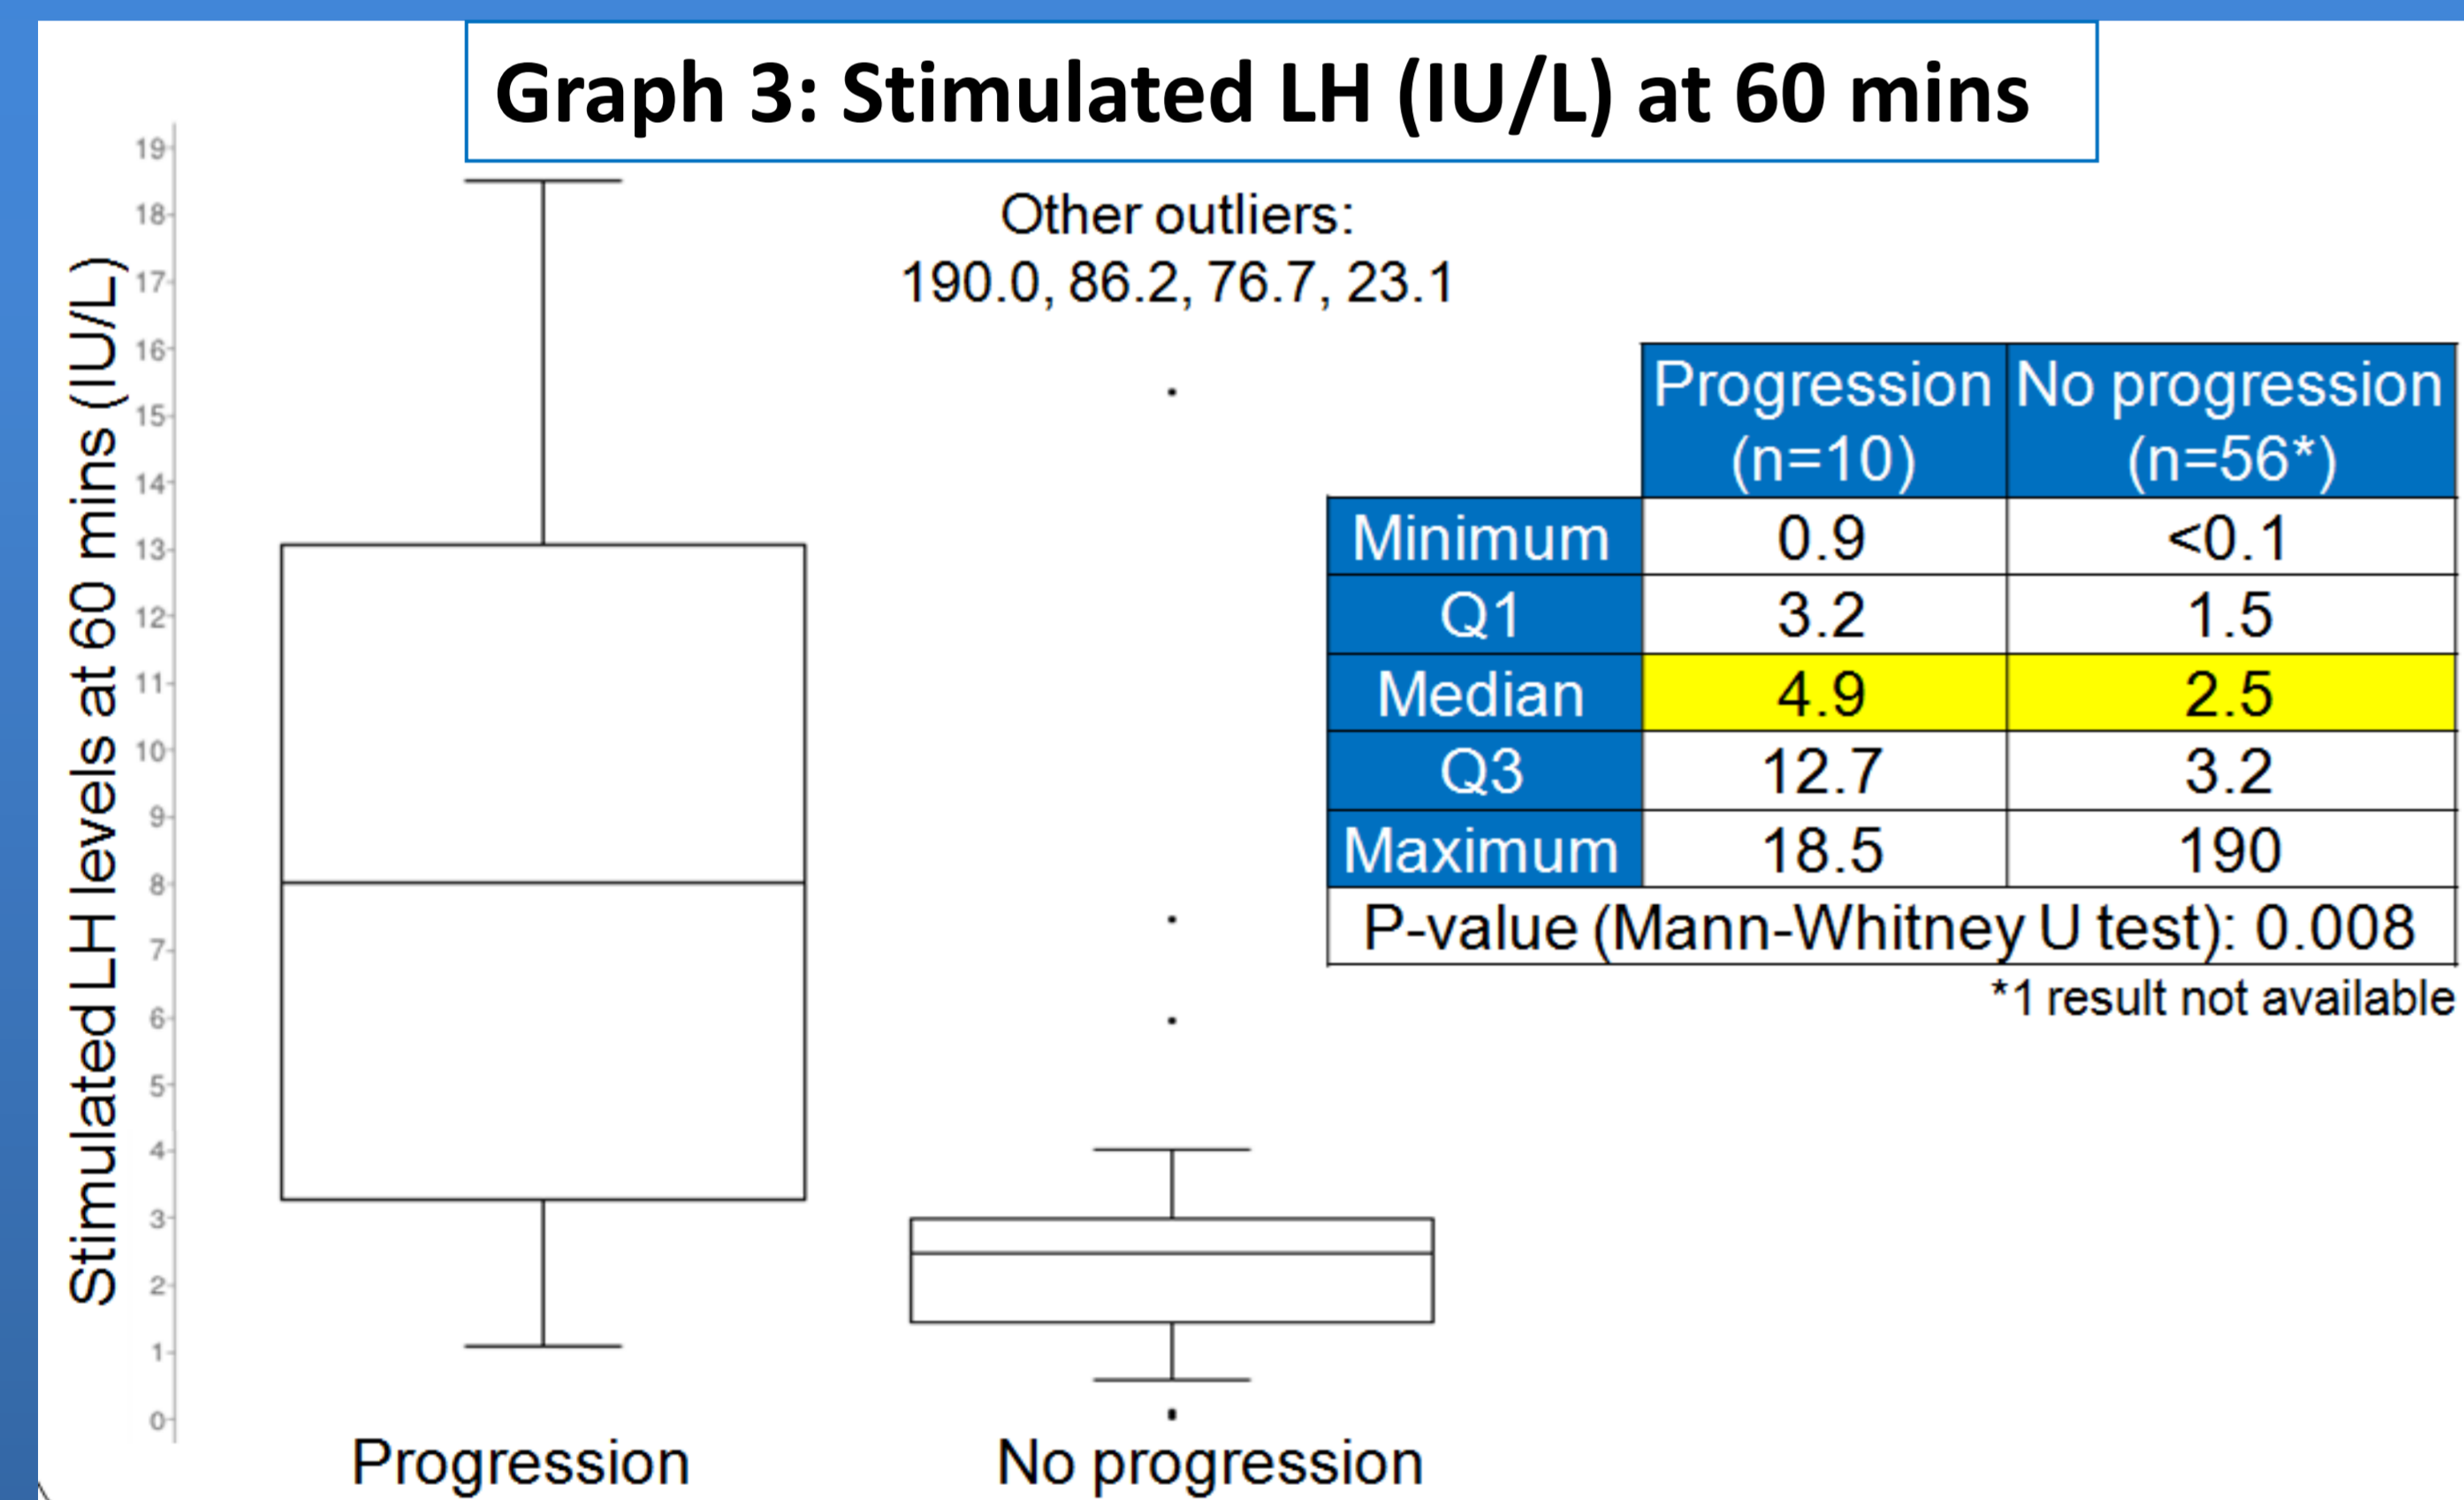 Graph 3: Stimulated LH (IU/L) at 60 mins
Stimulated LH levels at 60 mins (IU/L)
19
18
17
16
15
14
13
12
11
10
9
8
7
6
5
4
3
2
1
0
Other outliers:
190.0, 86.2, 76.7, 23.1
Progression
No progression
Progression (n=10) No progression (n=56*)
Minimum 0.9 <0.1
Q1 3.2 1.5
Median 4.9 2.5
Q3 12.7 3.2
Maximum 18.5 190
P-value (Mann-Whitney U test): 0.008
*1 result not available